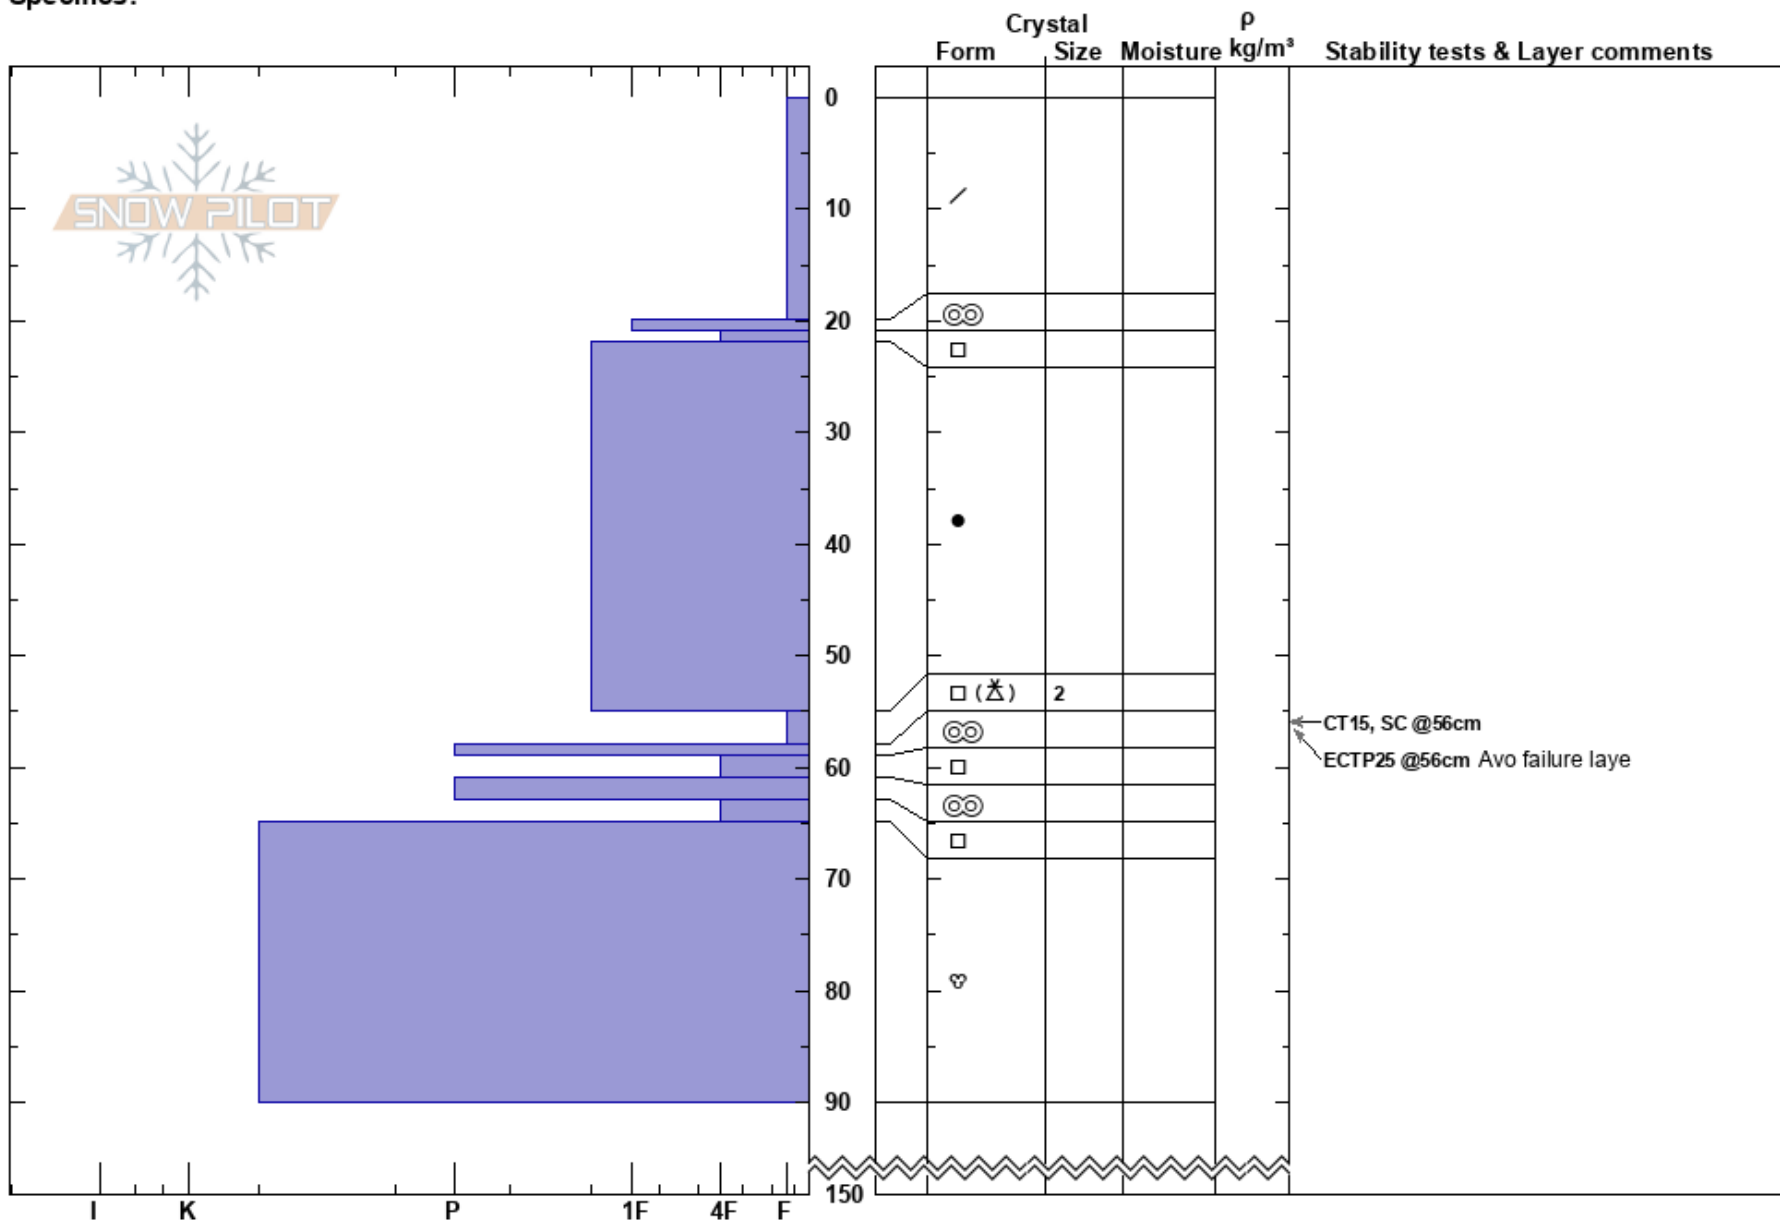 Specifics:
Crystal
ρ
Form Size Moisture kg/m³ Stability tests & Layer comments
SNOW PILOT
0
10
20
30
40
50
2
CT15, SC @56cm
ECTP25 @56cm Avo failure laye
60
70
80
90
150
I K P 1F 4F F